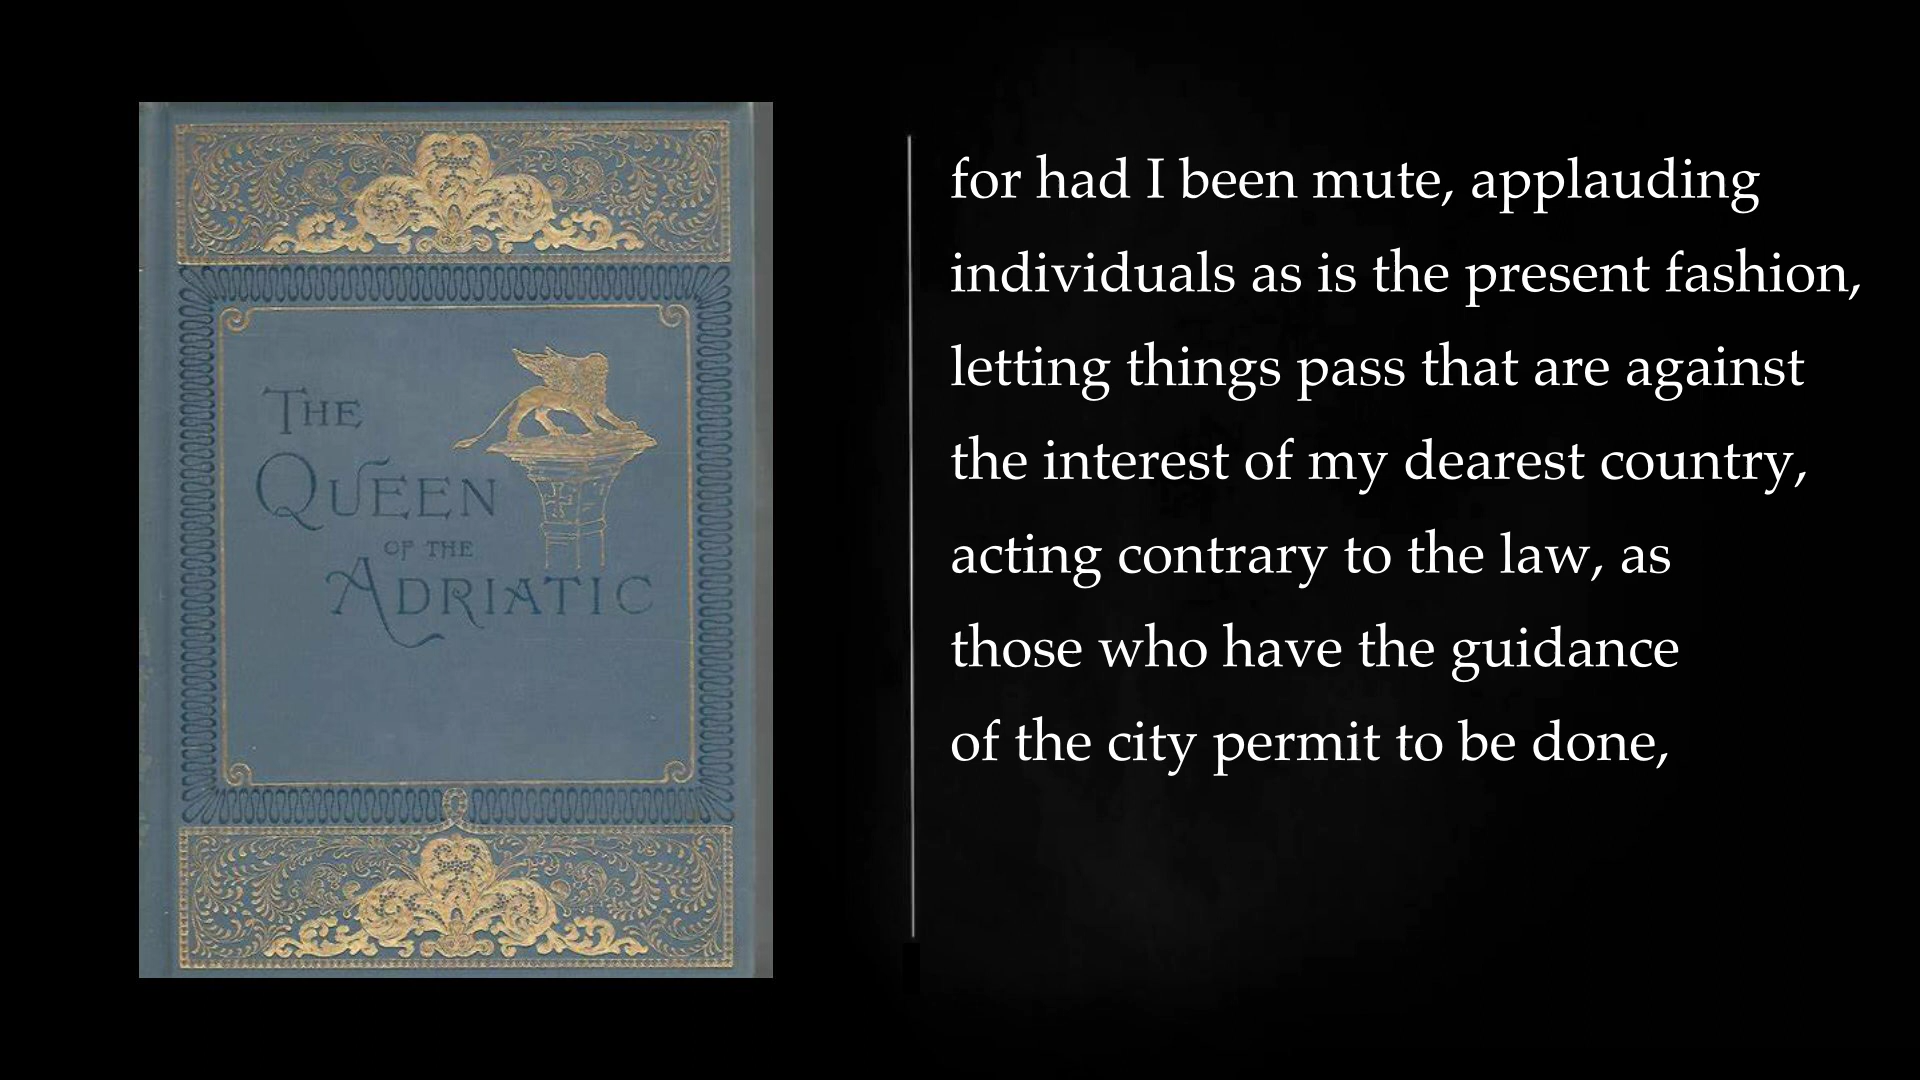 THE
QUEEN
OF THE
ADRIATIC
for had I been mute, applauding
individuals as is the present fashion,
letting things pass that are against
the interest of my dearest country,
acting contrary to the law, as
those who have the guidance
of the city permit to be done,